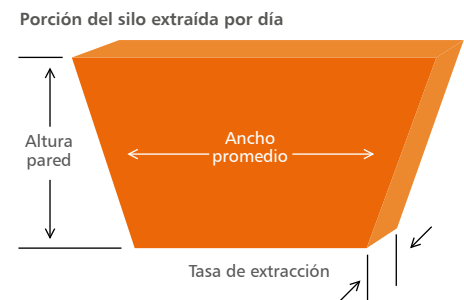 Porción del silo extraída por día
Altura
pared
Ancho
promedio
Tasa de extracción